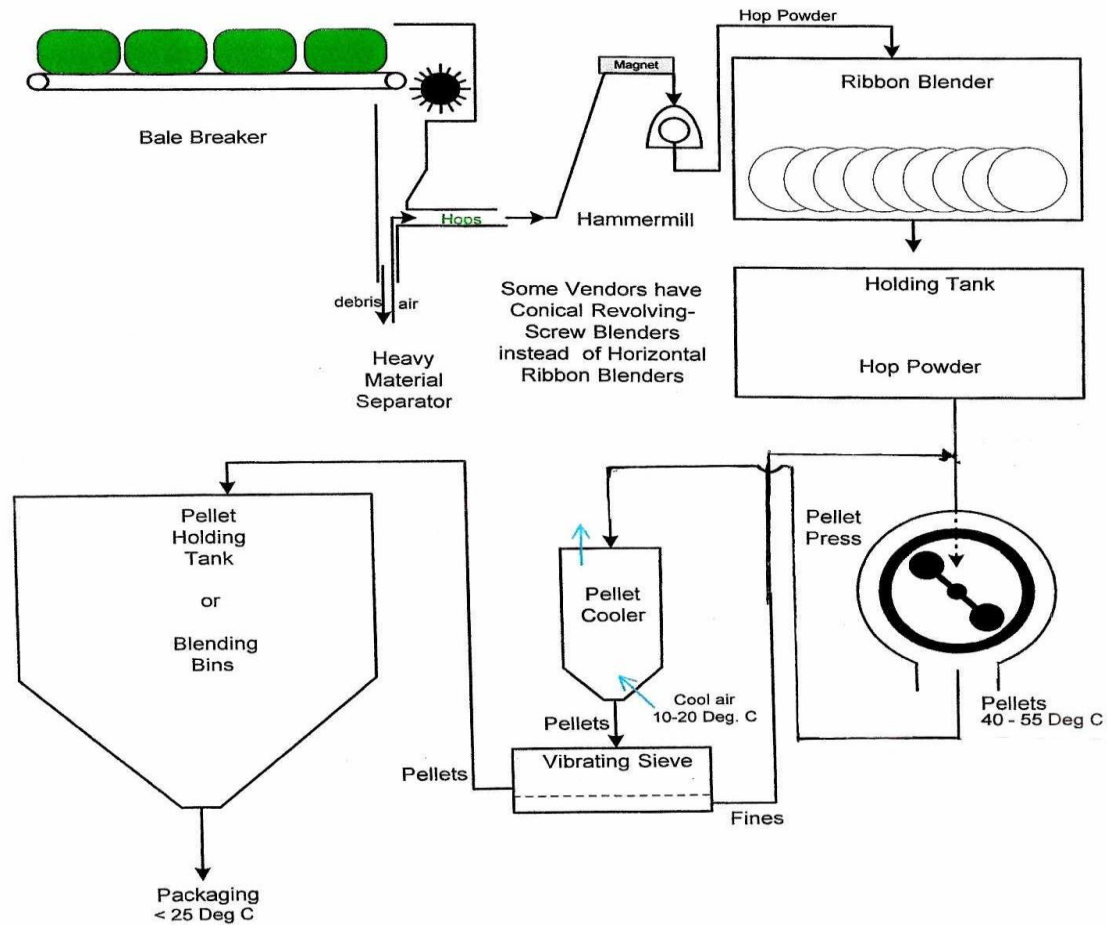 Hop Powder
Magnet
Ribbon Blender
Bale Breaker
Hops
Hammermill
debris
air
Heavy
Material
Separator
Some Vendors have
Conical Revolving-
Screw Blenders
instead of Horizontal
Ribbon Blenders
Holding Tank
Hop Powder
Pellet
Holding
Tank
or
Blending
Bins
Pellet
Cooler
Pellet
Press
Cool air
10-20 Deg. C
Pellets
40 - 55 Deg C
Pellets
Vibrating Sieve
Pellets
Fines
Packaging
< 25 Deg C